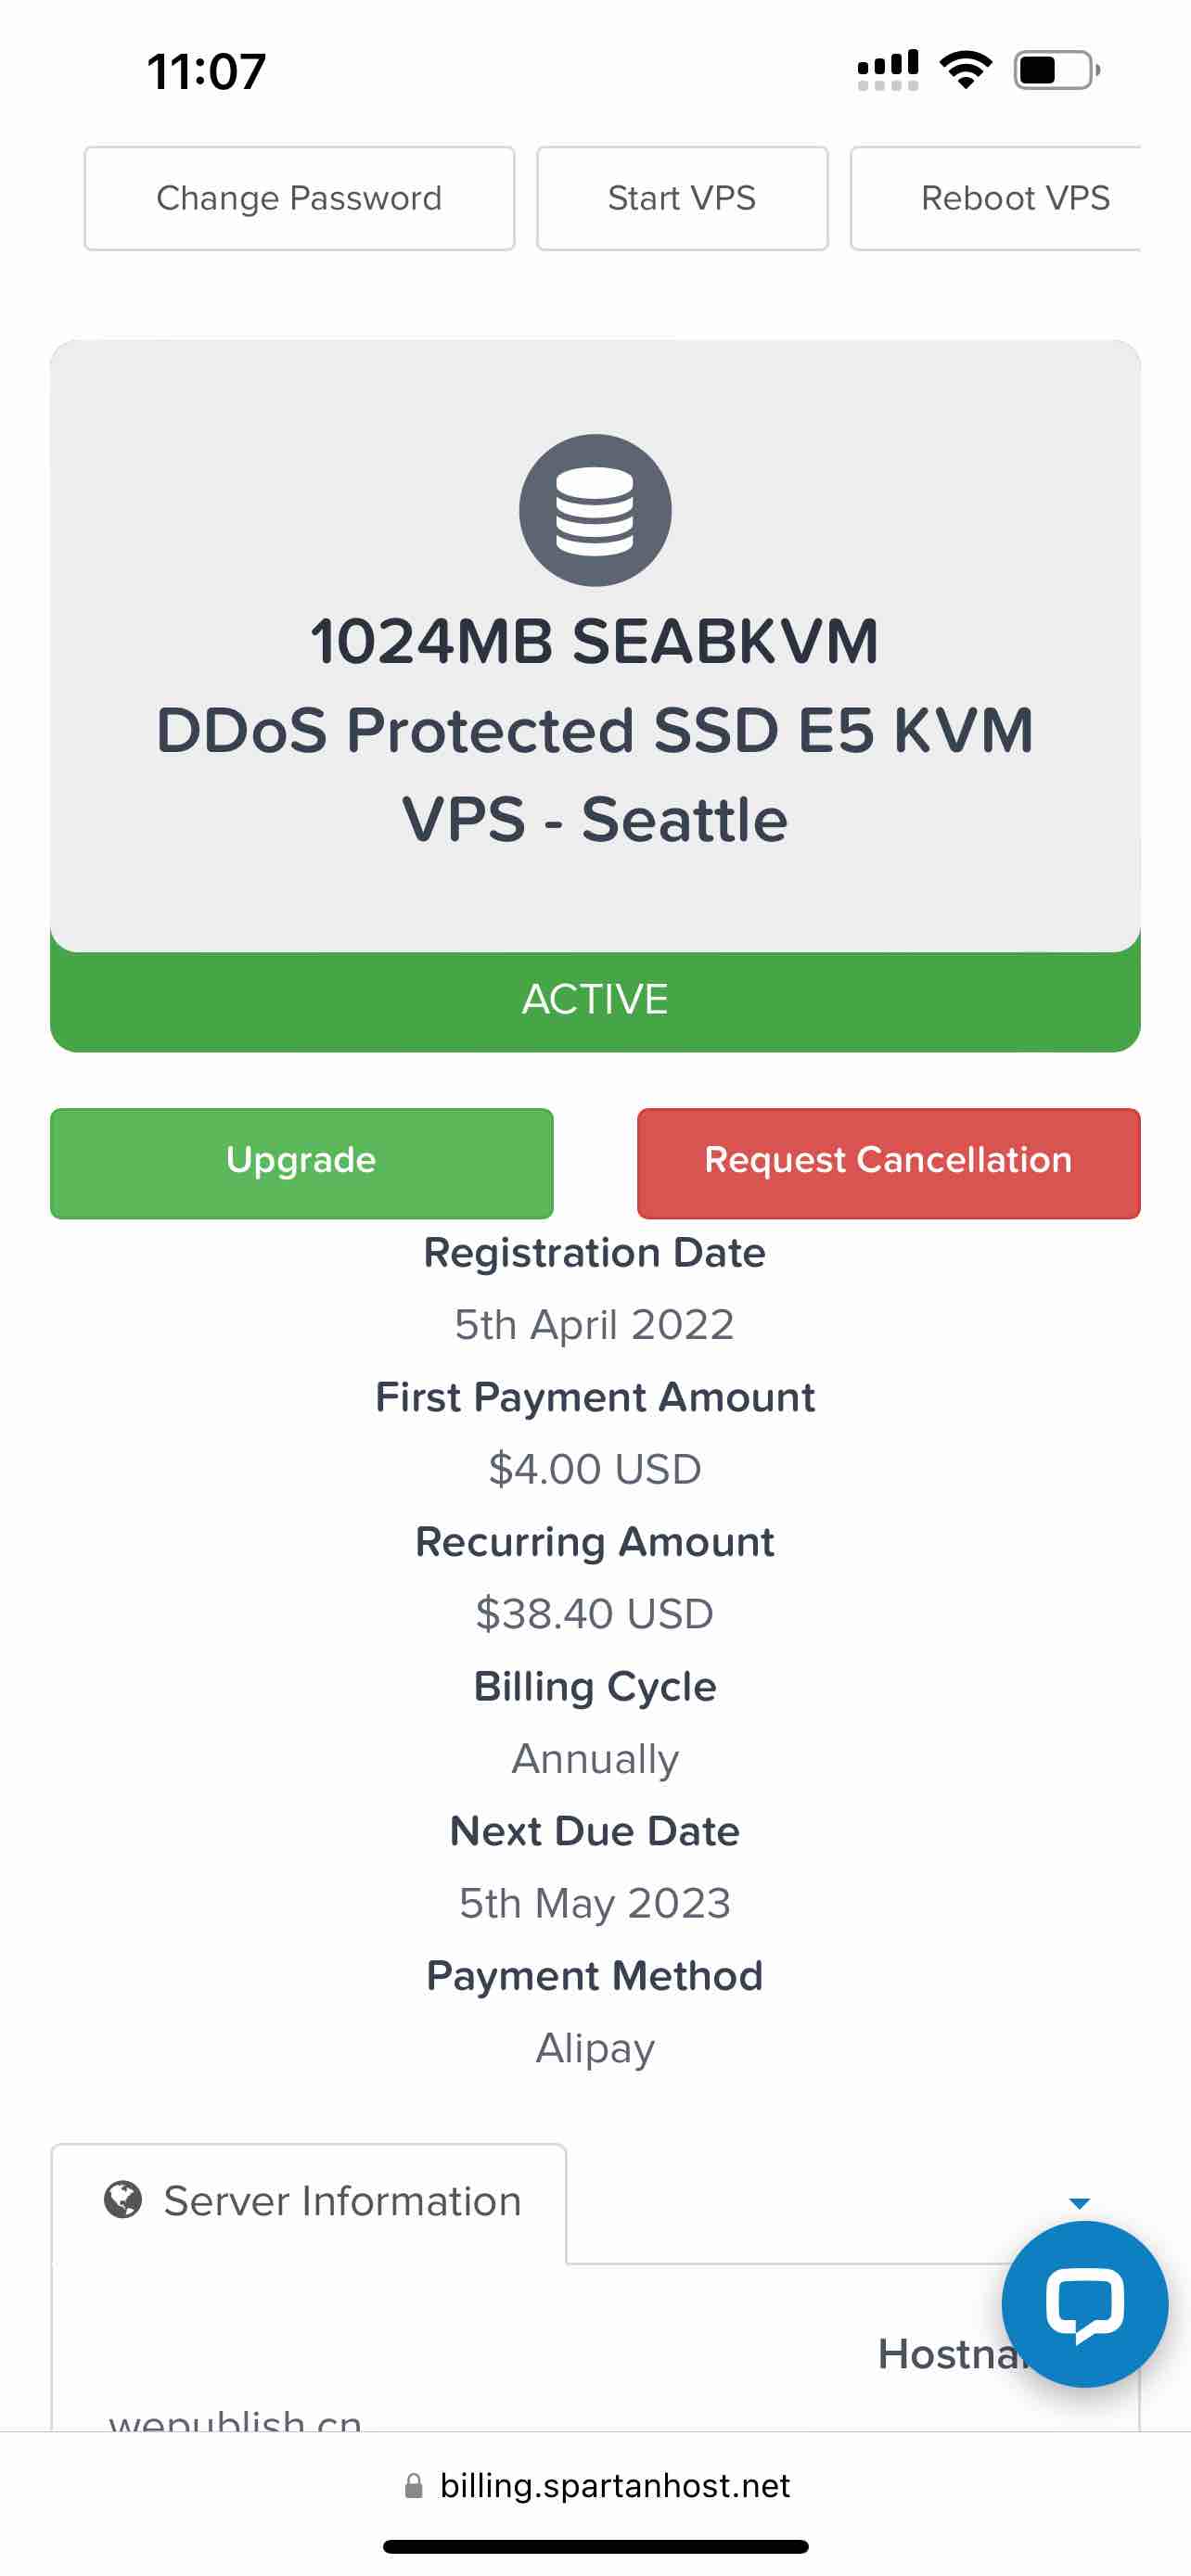 11:07
Change Password
Start VPS
Reboot VPS
1024MB SEABKVM
DDoS Protected SSD E5 KVM
VPS - Seattle
ACTIVE
Upgrade
Request Cancellation
Registration Date
5th April 2022
First Payment Amount
$4.00 USD
Recurring Amount
$38.40 USD
Billing Cycle
Annually
Next Due Date
5th May 2023
Payment Method
Alipay
Server Information
Hostna
wepublish.cn
billing.spartanhost.net